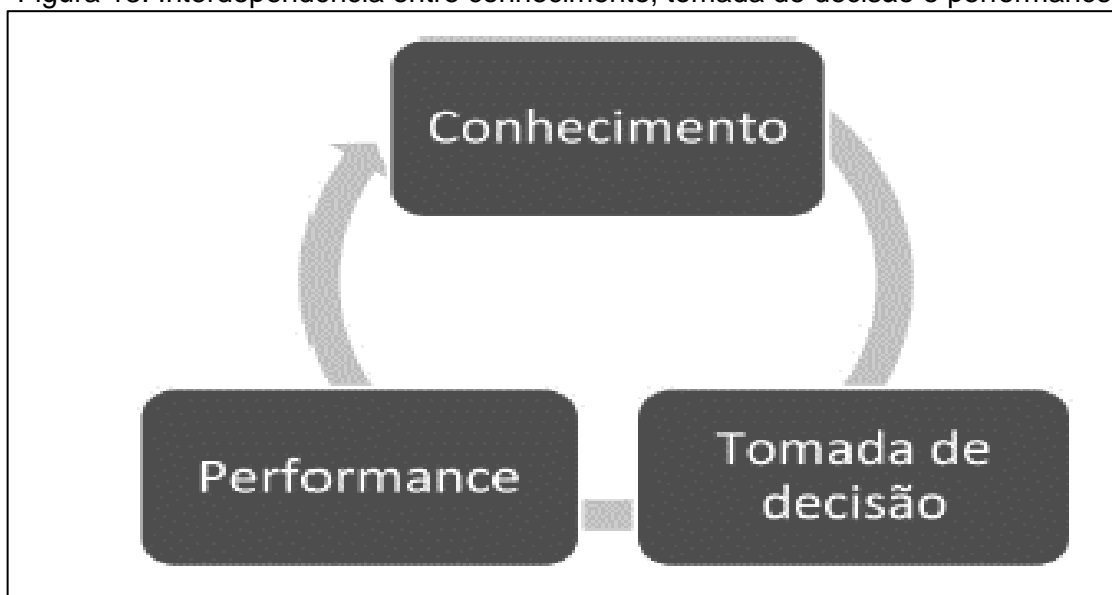 Figura Interdependência entre conhecimento, tomada de decisão e performance
Conhecimento
Performance
Tomada de
decisão